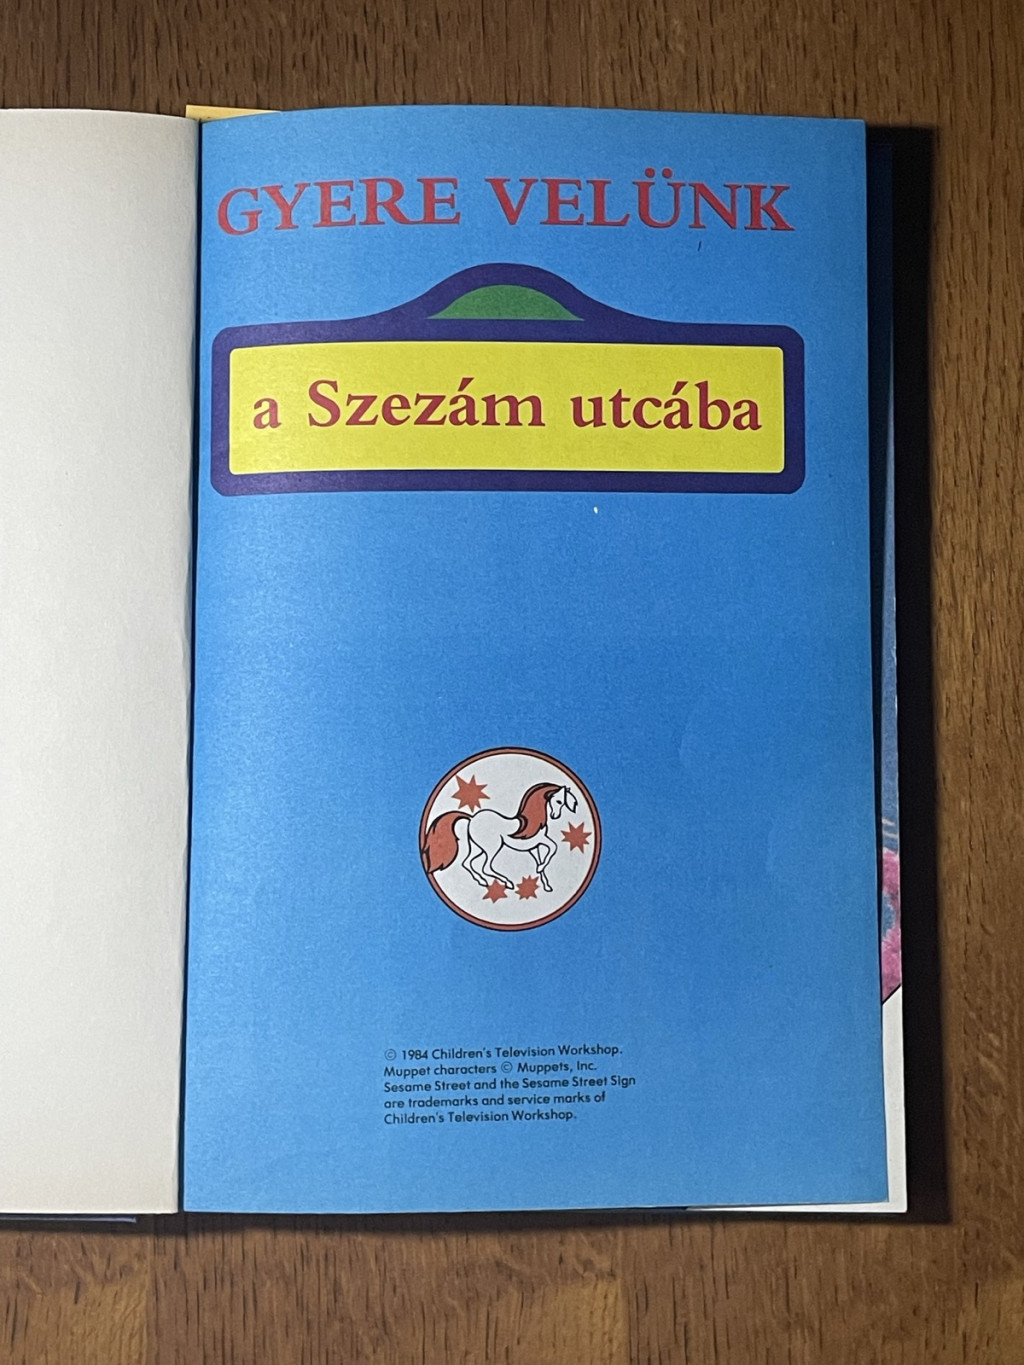 GYERE VELÜNK
a Szezám utcába
© 1984 Children's Television Workshop.
Muppet characters © Muppets, Inc.
Sesame Street and the Sesame Street Sign
are trademarks and service marks of
Children's Television Workshop.